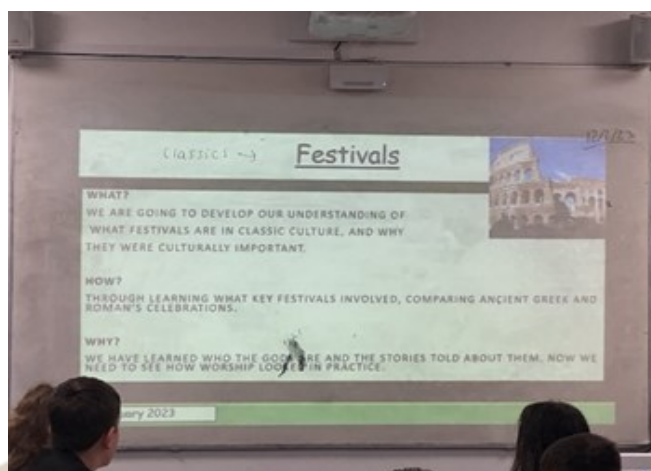 Classics → Festivals
WHAT?
WE ARE GOING TO DEVELOP OUR UNDERSTANDING OF
WHAT FESTIVALS ARE IN CLASSIC CULTURE, AND WHY
THEY WERE CULTURALLY IMPORTANT.
HOW?
THROUGH LEARNING WHAT KEY FESTIVALS INVOLVED, COMPARING ANCIENT GREEK AND
ROMAN'S CELEBRATIONS.
WHY?
WE HAVE LEARNED WHO THE GODS ARE AND THE STORIES TOLD ABOUT THEM. NOW WE
NEED TO SEE HOW WORSHIP LOOKED IN PRACTICE.
2023